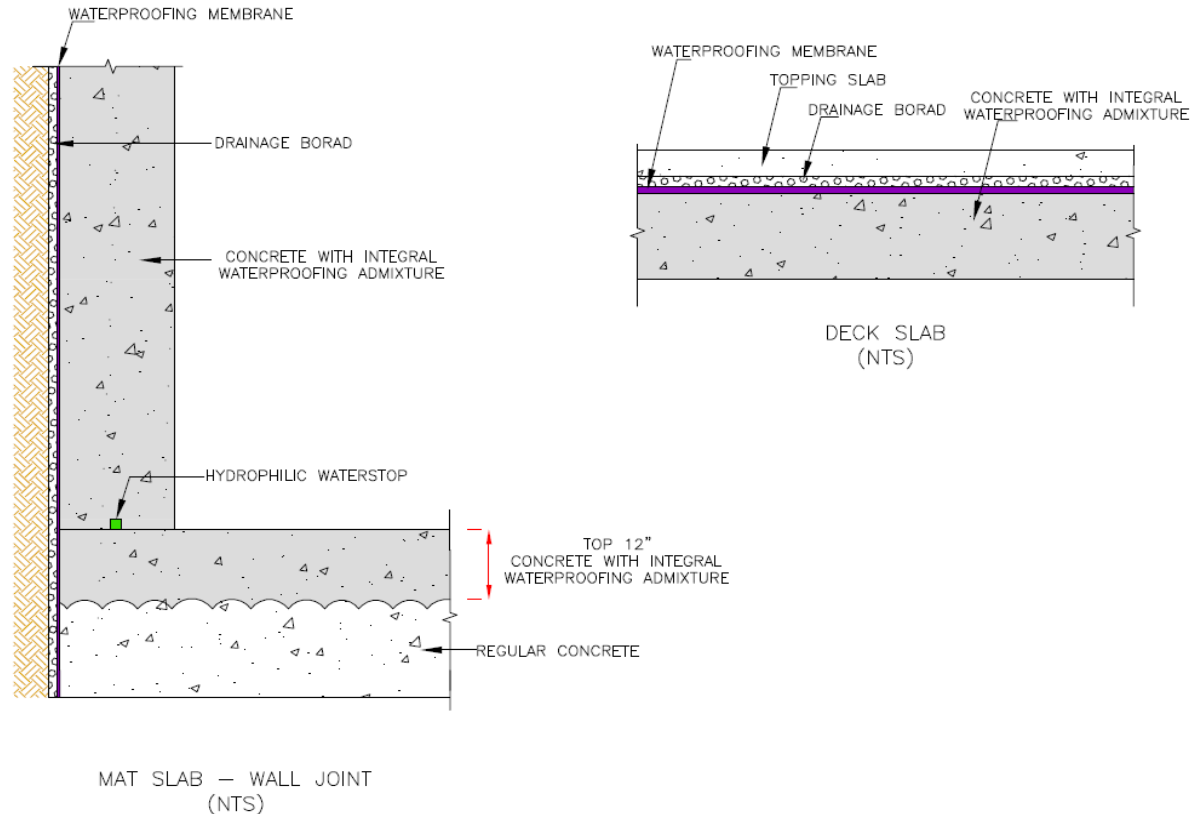 WATERPROOFING MEMBRANE
DRAINAGE BORAD
CONCRETE WITH INTEGRAL
WATERPROOFING ADMIXTURE
HYDROPHILIC WATERSTOP
TOP 12"
CONCRETE WITH INTEGRAL
WATERPROOFING ADMIXTURE
REGULAR CONCRETE
MAT SLAB – WALL JOINT
(NTS)
WATERPROOFING MEMBRANE
TOPPING SLAB
DRAINAGE BORAD
CONCRETE WITH INTEGRAL
WATERPROOFING ADMIXTURE
DECK SLAB
(NTS)